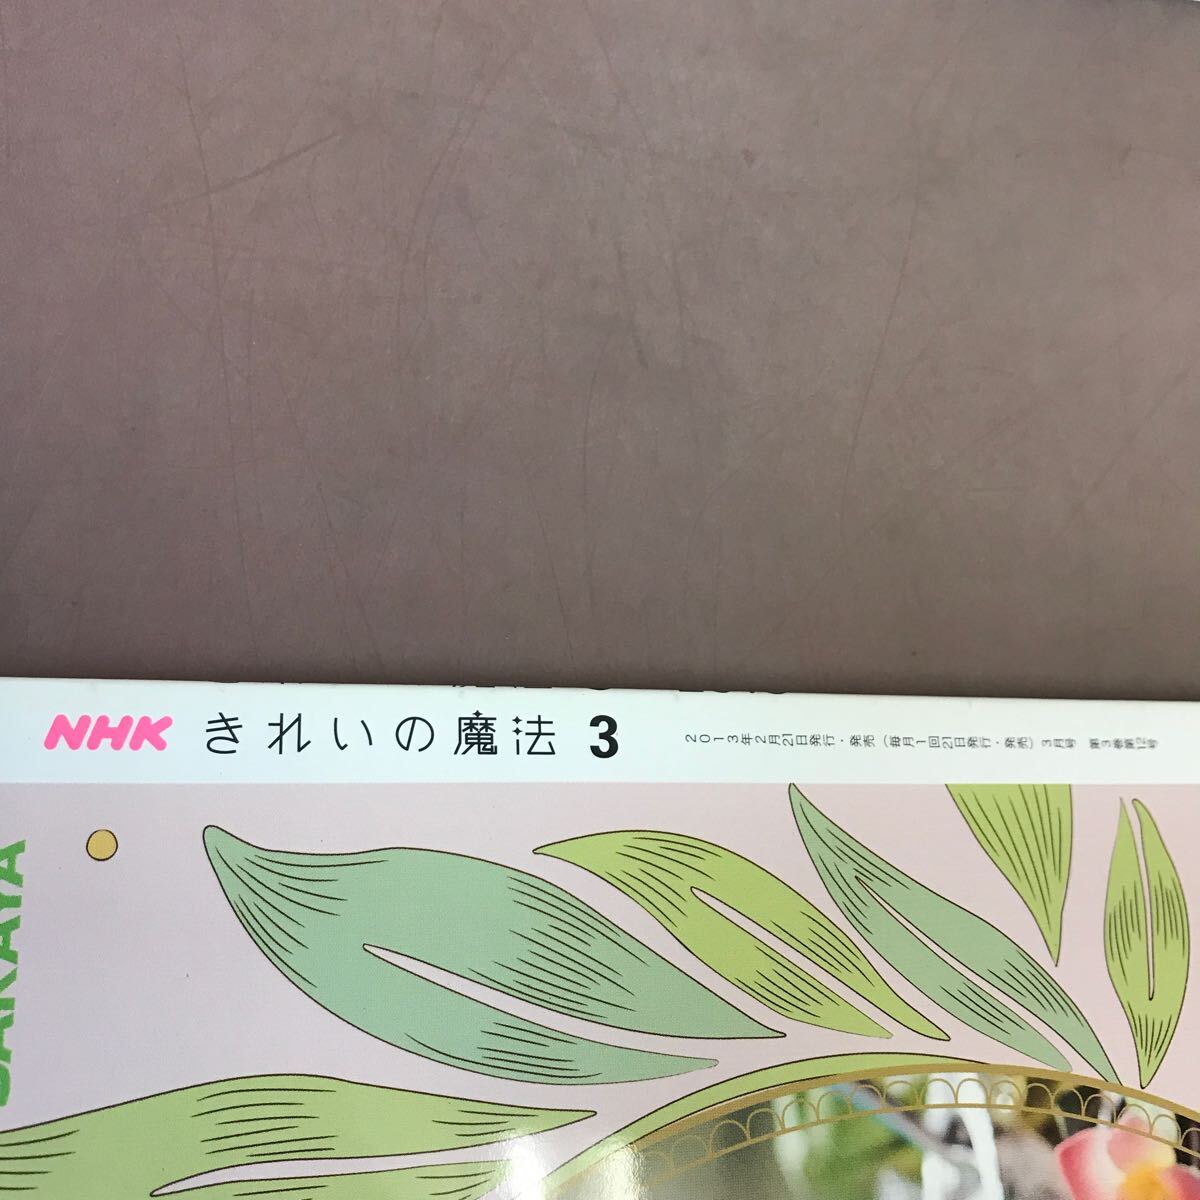 NHK きれいの魔法 3
2013年2月21日発行・発売（毎月1回21日発行・発売）3月号 第3巻第12号
AKAYA